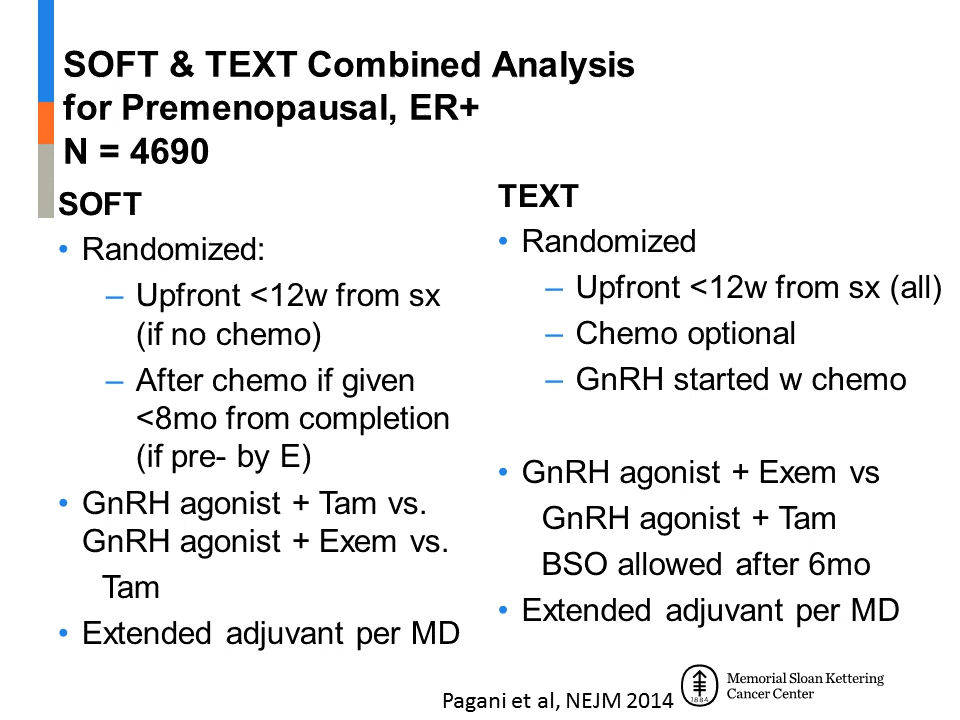 SOFT & TEXT Combined Analysis
for Premenopausal, ER+
N = 4690
SOFT
• Randomized:
– Upfront <12w from sx
(if no chemo)
– After chemo if given
<8mo from completion
(if pre- by E)
• GnRH agonist + Tam vs.
GnRH agonist + Exem vs.
Tam
• Extended adjuvant per MD
TEXT
• Randomized
– Upfront <12w from sx (all)
– Chemo optional
– GnRH started w chemo
• GnRH agonist + Exem vs
GnRH agonist + Tam
BSO allowed after 6mo
• Extended adjuvant per MD
Pagani et al, NEJM 2014
1884
Memorial Sloan Kettering
Cancer Center